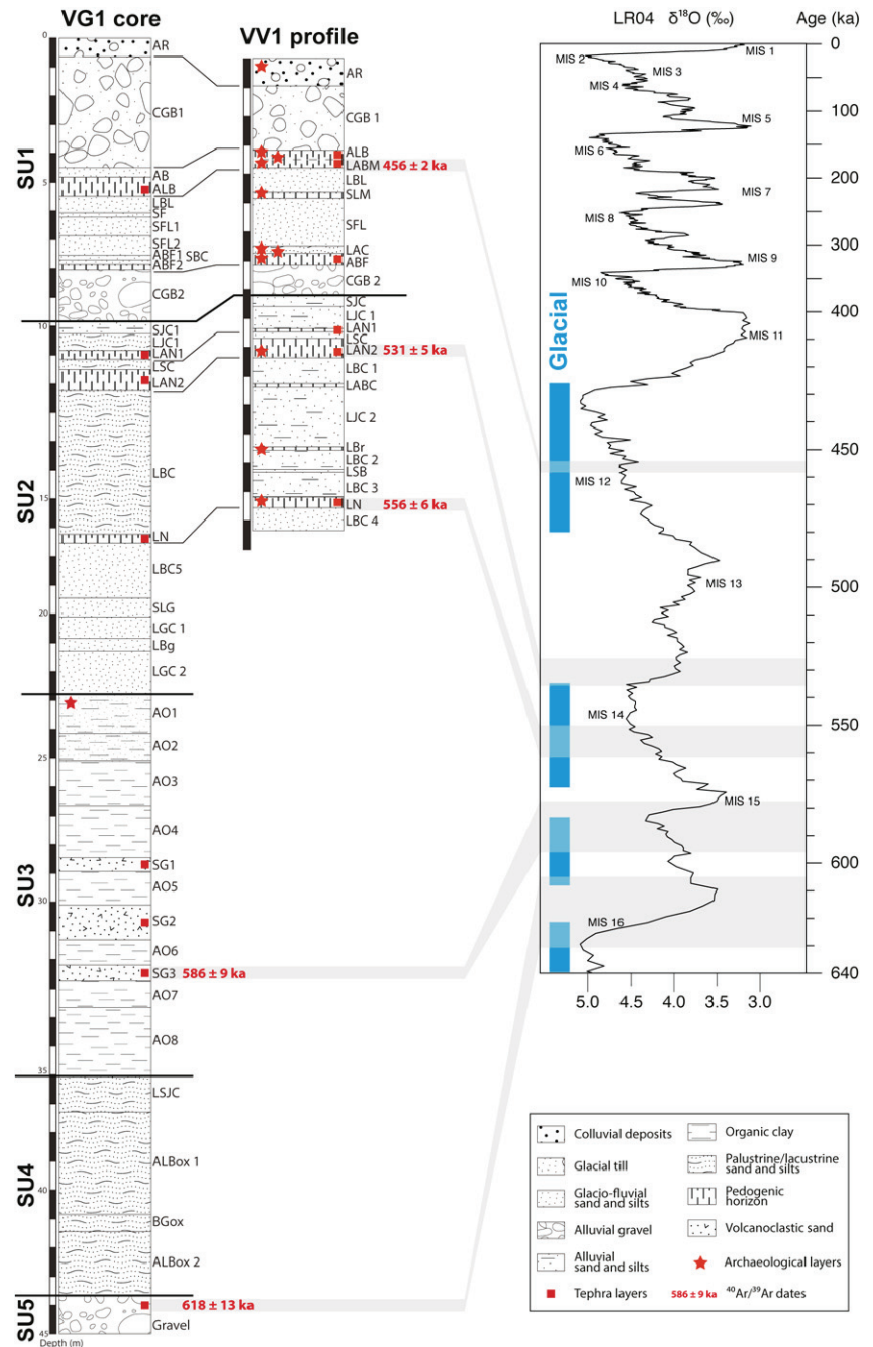 VG1 core
VV1 profile
LR04 δ¹⁸O (‰)
Age (ka)
0
5
10
15
20
25
30
35
40
45
Depth (m)
SU1
SU2
SU3
SU4
SU5
AR
CGB1
AB
ALB
LBL
SF
SFL1
SFL2
ABF1 SBC
ABF2
CGB2
SJC1
LJC1
LAN1
LSC
LAN2
LBC
LN
LBC5
SLG
LGC 1
LBg
LGC 2
AO1
AO2
AO3
AO4
SG1
AO5
SG2
AO6
SG3 586 ± 9 ka
AO7
AO8
LSJC
ALBox 1
BGox
ALBox 2
618 ± 13 ka
Gravel
AR
CGB 1
ALB
LABM 456 ± 2 ka
LBL
SLM
SFL
LAC
ABF
CGB 2
SJC
LJC 1
LAN1
LSC
LAN2 531 ± 5 ka
LBC 1
LABC
LJC 2
LBr
LBC 2
LSB
LBC 3
LN 556 ± 6 ka
LBC 4
Glacial
MIS 1
MIS 2
MIS 3
MIS 4
MIS 5
MIS 6
MIS 7
MIS 8
MIS 9
MIS 10
MIS 11
MIS 12
MIS 13
MIS 14
MIS 15
MIS 16
0
100
200
300
400
450
500
550
600
640
5.0 4.5 4.0 3.5 3.0
Colluvial deposits
Glacial till
Glacio-fluvial
sand and silts
Alluvial gravel
Alluvial
sand and silts
Tephra layers
Organic clay
Palustrine/lacustrine
sand and silts
Pedogenic
horizon
Volcanoclastic sand
Archaeological layers
586 ± 9 ka ⁴⁰Ar/³⁹Ar dates